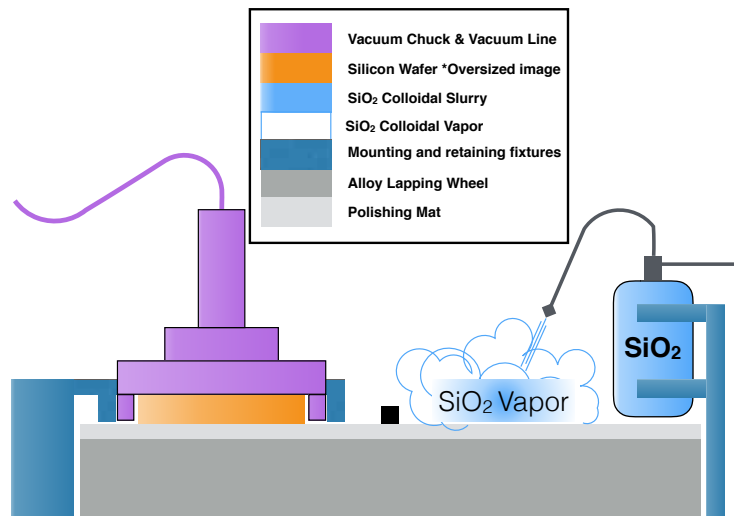 Vacuum Chuck & Vacuum Line
Silicon Wafer *Oversized image
SiO₂ Colloidal Slurry
SiO₂ Colloidal Vapor
Mounting and retaining fixtures
Alloy Lapping Wheel
Polishing Mat
SiO₂
SiO₂ Vapor